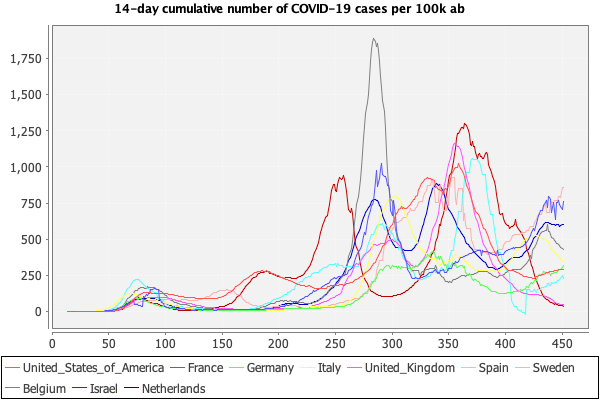 14-day cumulative number of COVID-19 cases per 100k ab
1,750
1,500
1,250
1,000
750
500
250
0
0 50 100 150 200 250 300 350 400 450
United_States_of_America France Germany Italy United_Kingdom Spain Sweden
Belgium Israel Netherlands